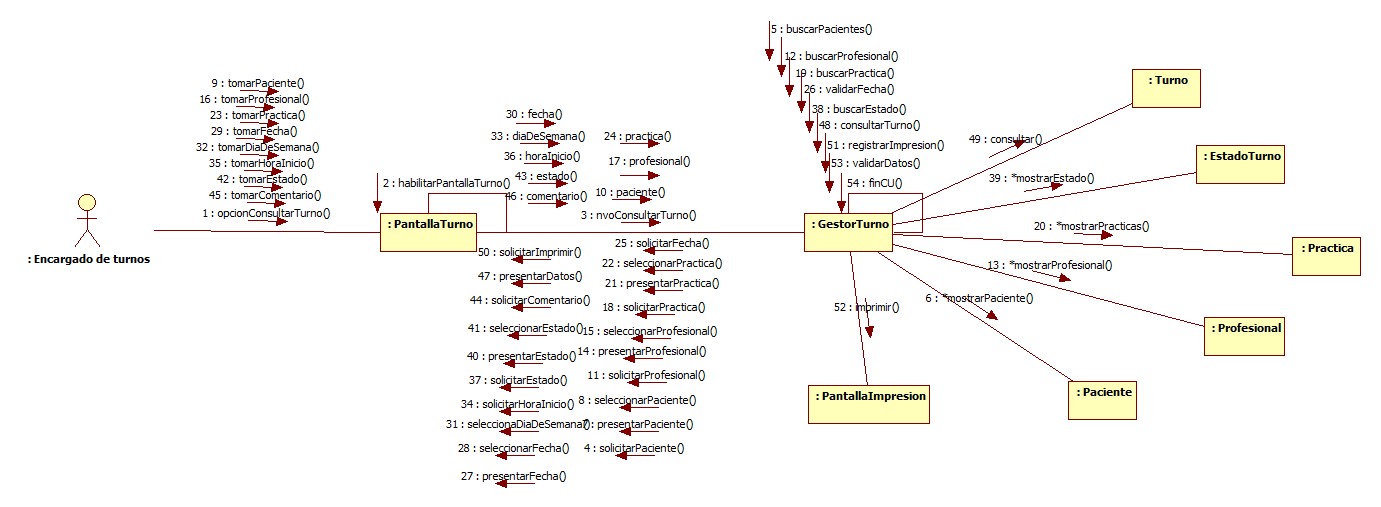 5 : buscarPacientes()
12 : buscarProfesional()
19 : buscarPractica()
26 : validarFecha()
38 : buscarEstado()
48 : consultarTurno()
51 : registrarImpresion()
53 : validarDatos()
54 : finCU()
9 : tomarPaciente()
16 : tomarProfesional()
23 : tomarPractica()
29 : tomarFecha()
32 : tomarDiaDeSemana()
35 : tomarHoraInicio()
42 : tomarEstado()
45 : tomarComentario()
1 : opcionConsultarTurno()
: Encargado de turnos
2 : habilitarPantallaTurno()
: PantallaTurno
30 : fecha()
33 : diaDeSemana()
36 : horaInicio()
43 : estado()
46 : comentario()
24 : practica()
17 : profesional()
10 : paciente()
3 : nvoConsultarTurno()
50 : solicitarImprimir()
47 : presentarDatos()
44 : solicitarComentario()
41 : seleccionarEstado()
40 : presentarEstado()
37 : solicitarEstado()
34 : solicitarHoraInicio()
31 : seleccionaDiaDeSemana()
28 : seleccionarFecha()
27 : presentarFecha()
25 : solicitarFecha()
22 : seleccionarPractica()
21 : presentarPractica()
18 : solicitarPractica()
15 : seleccionarProfesional()
14 : presentarProfesional()
11 : solicitarProfesional()
8 : seleccionarPaciente()
7 : presentarPaciente()
4 : solicitarPaciente()
: GestorTurno
49 : consultar()
: Turno
39 : *mostrarEstado()
: EstadoTurno
20 : *mostrarPracticas()
: Practica
13 : *mostrarProfesional()
: Profesional
6 : *mostrarPaciente()
: Paciente
52 : imprimir()
: PantallaImpresion